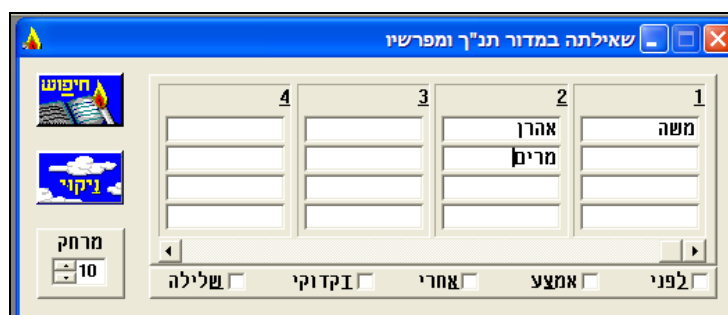 שאילתה במדור תנ"ך ומפרשיו
1 2 3 4
משה אהרן
מרים
חיפוש
ניקוי
מרחק
10
לפני אמצע אחרי דקדוקי שלילה